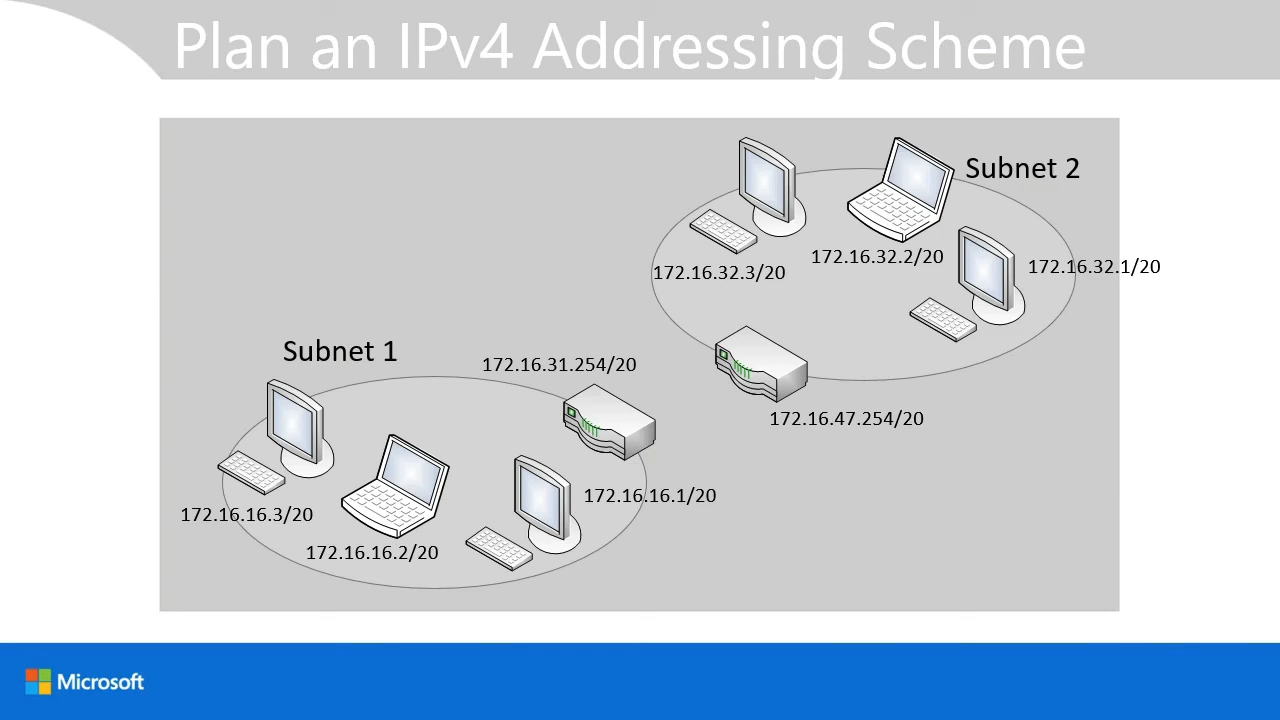 Plan an IPv4 Addressing Scheme
Subnet 2
172.16.32.3/20
172.16.32.2/20
172.16.32.1/20
Subnet 1
172.16.31.254/20
172.16.47.254/20
172.16.16.3/20
172.16.16.2/20
172.16.16.1/20
Microsoft